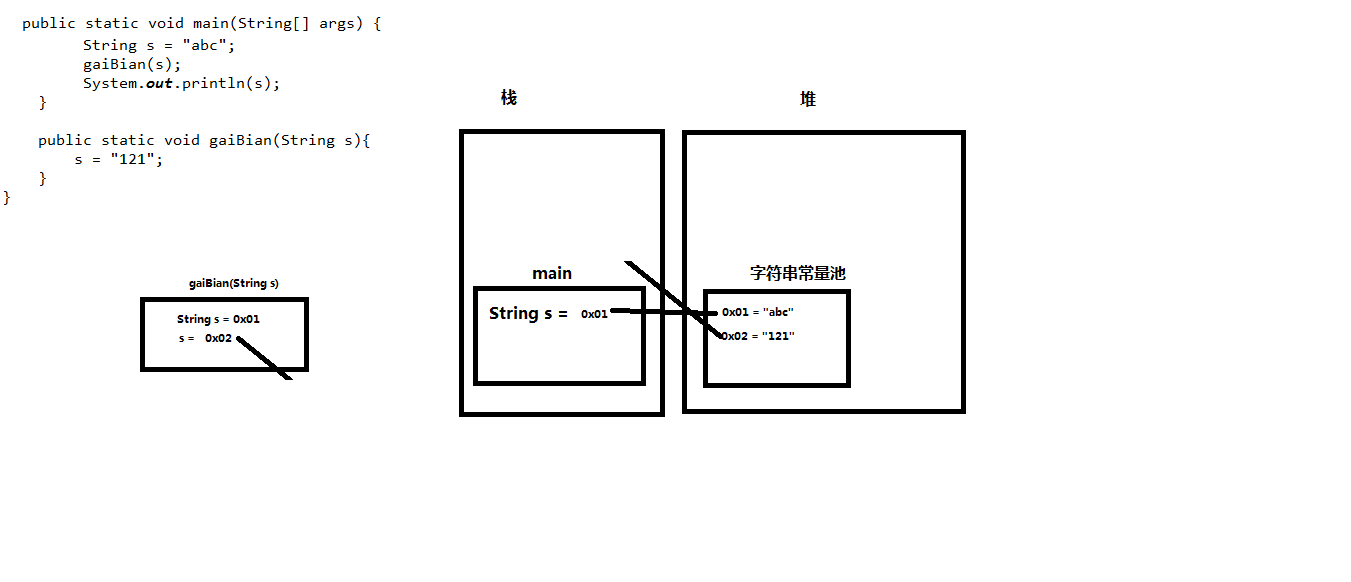 public static void main(String[] args) {
String s = "abc";
gaiBian(s);
System.out.println(s);
}
public static void gaiBian(String s){
s = "121";
}
}
栈
堆
gaiBian(String s)
String s = 0x01
s = 0x02
main
String s = 0x01
字符串常量池
0x01 = "abc"
0x02 = "121"